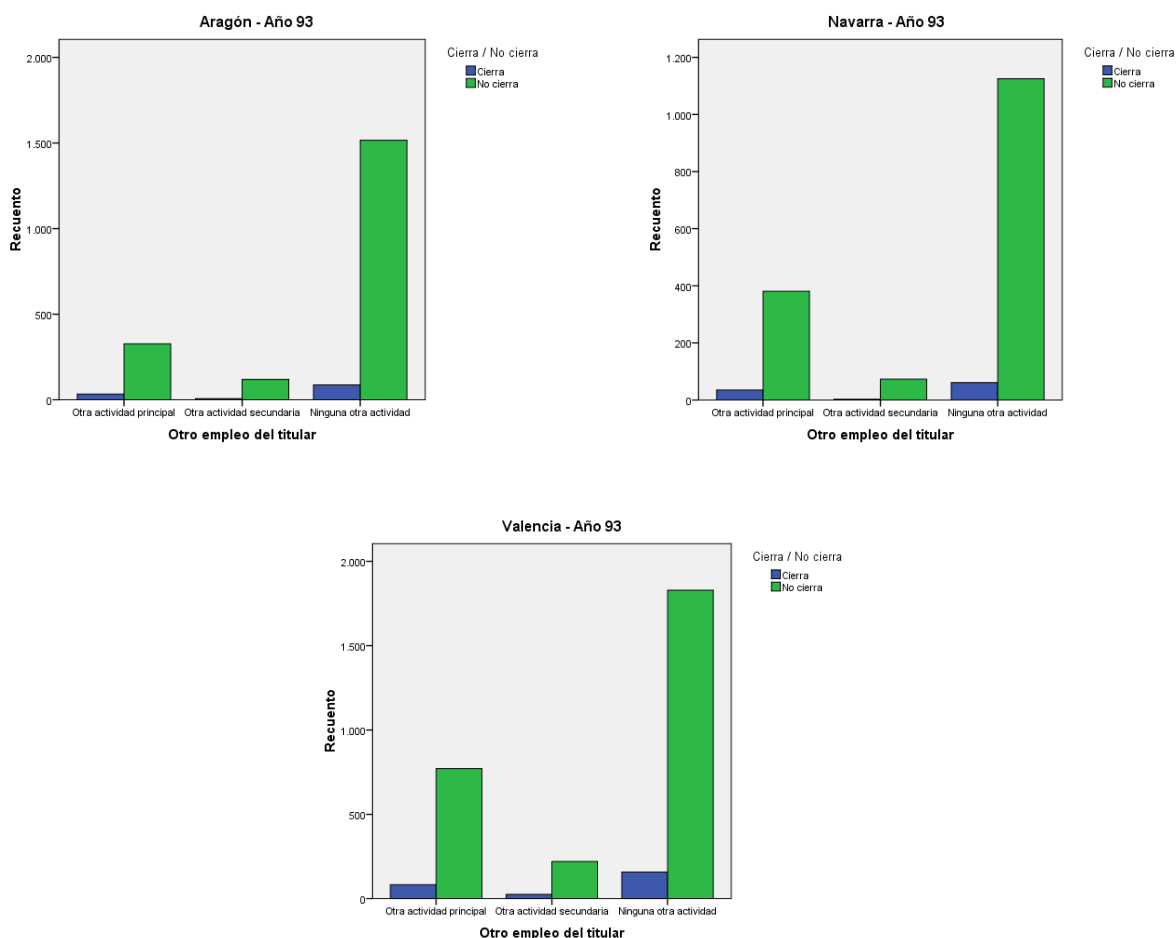 Aragón - Año 93
Cierra / No cierra
Cierra
No cierra
Recuento
2.000
1.500
1.000
500
0
Otra actividad principal
Otra actividad secundaria
Ninguna otra actividad
Otro empleo del titular
Navarra - Año 93
Cierra / No cierra
Cierra
No cierra
Recuento
1.200
1.000
800
600
400
200
0
Otra actividad principal
Otra actividad secundaria
Ninguna otra actividad
Otro empleo del titular
Valencia - Año 93
Cierra / No cierra
Cierra
No cierra
Recuento
2.000
1.500
1.000
500
0
Otra actividad principal
Otra actividad secundaria
Ninguna otra actividad
Otro empleo del titular